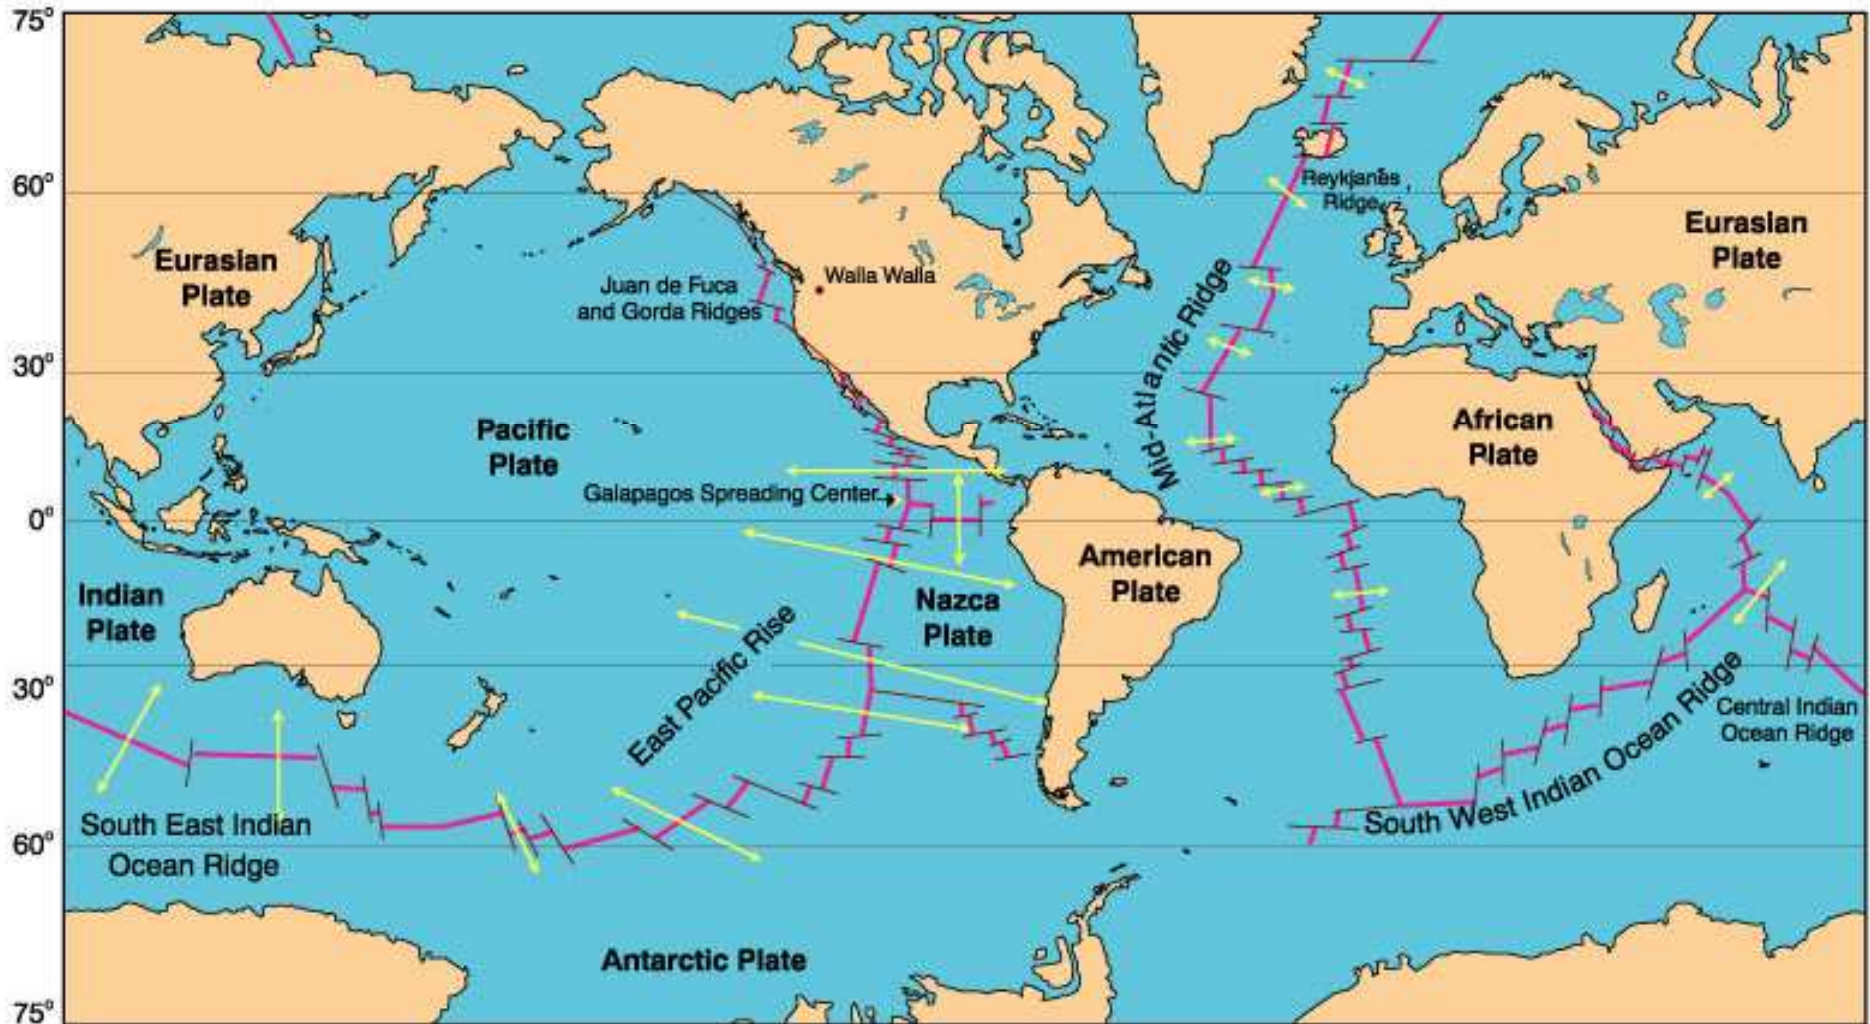 75°
60°
30°
0°
30°
60°
75°
Eurasian
Plate
Juan de Fuca
and Gorda Ridges
Walla Walla
Reykjanes
Ridge
Eurasian
Plate
Mid-Atlantic Ridge
Pacific
Plate
African
Plate
Galapagos Spreading Center
American
Plate
Indian
Plate
Nazca
Plate
East Pacific Rise
South West Indian Ocean Ridge
Central Indian
Ocean Ridge
South East Indian
Ocean Ridge
Antarctic Plate